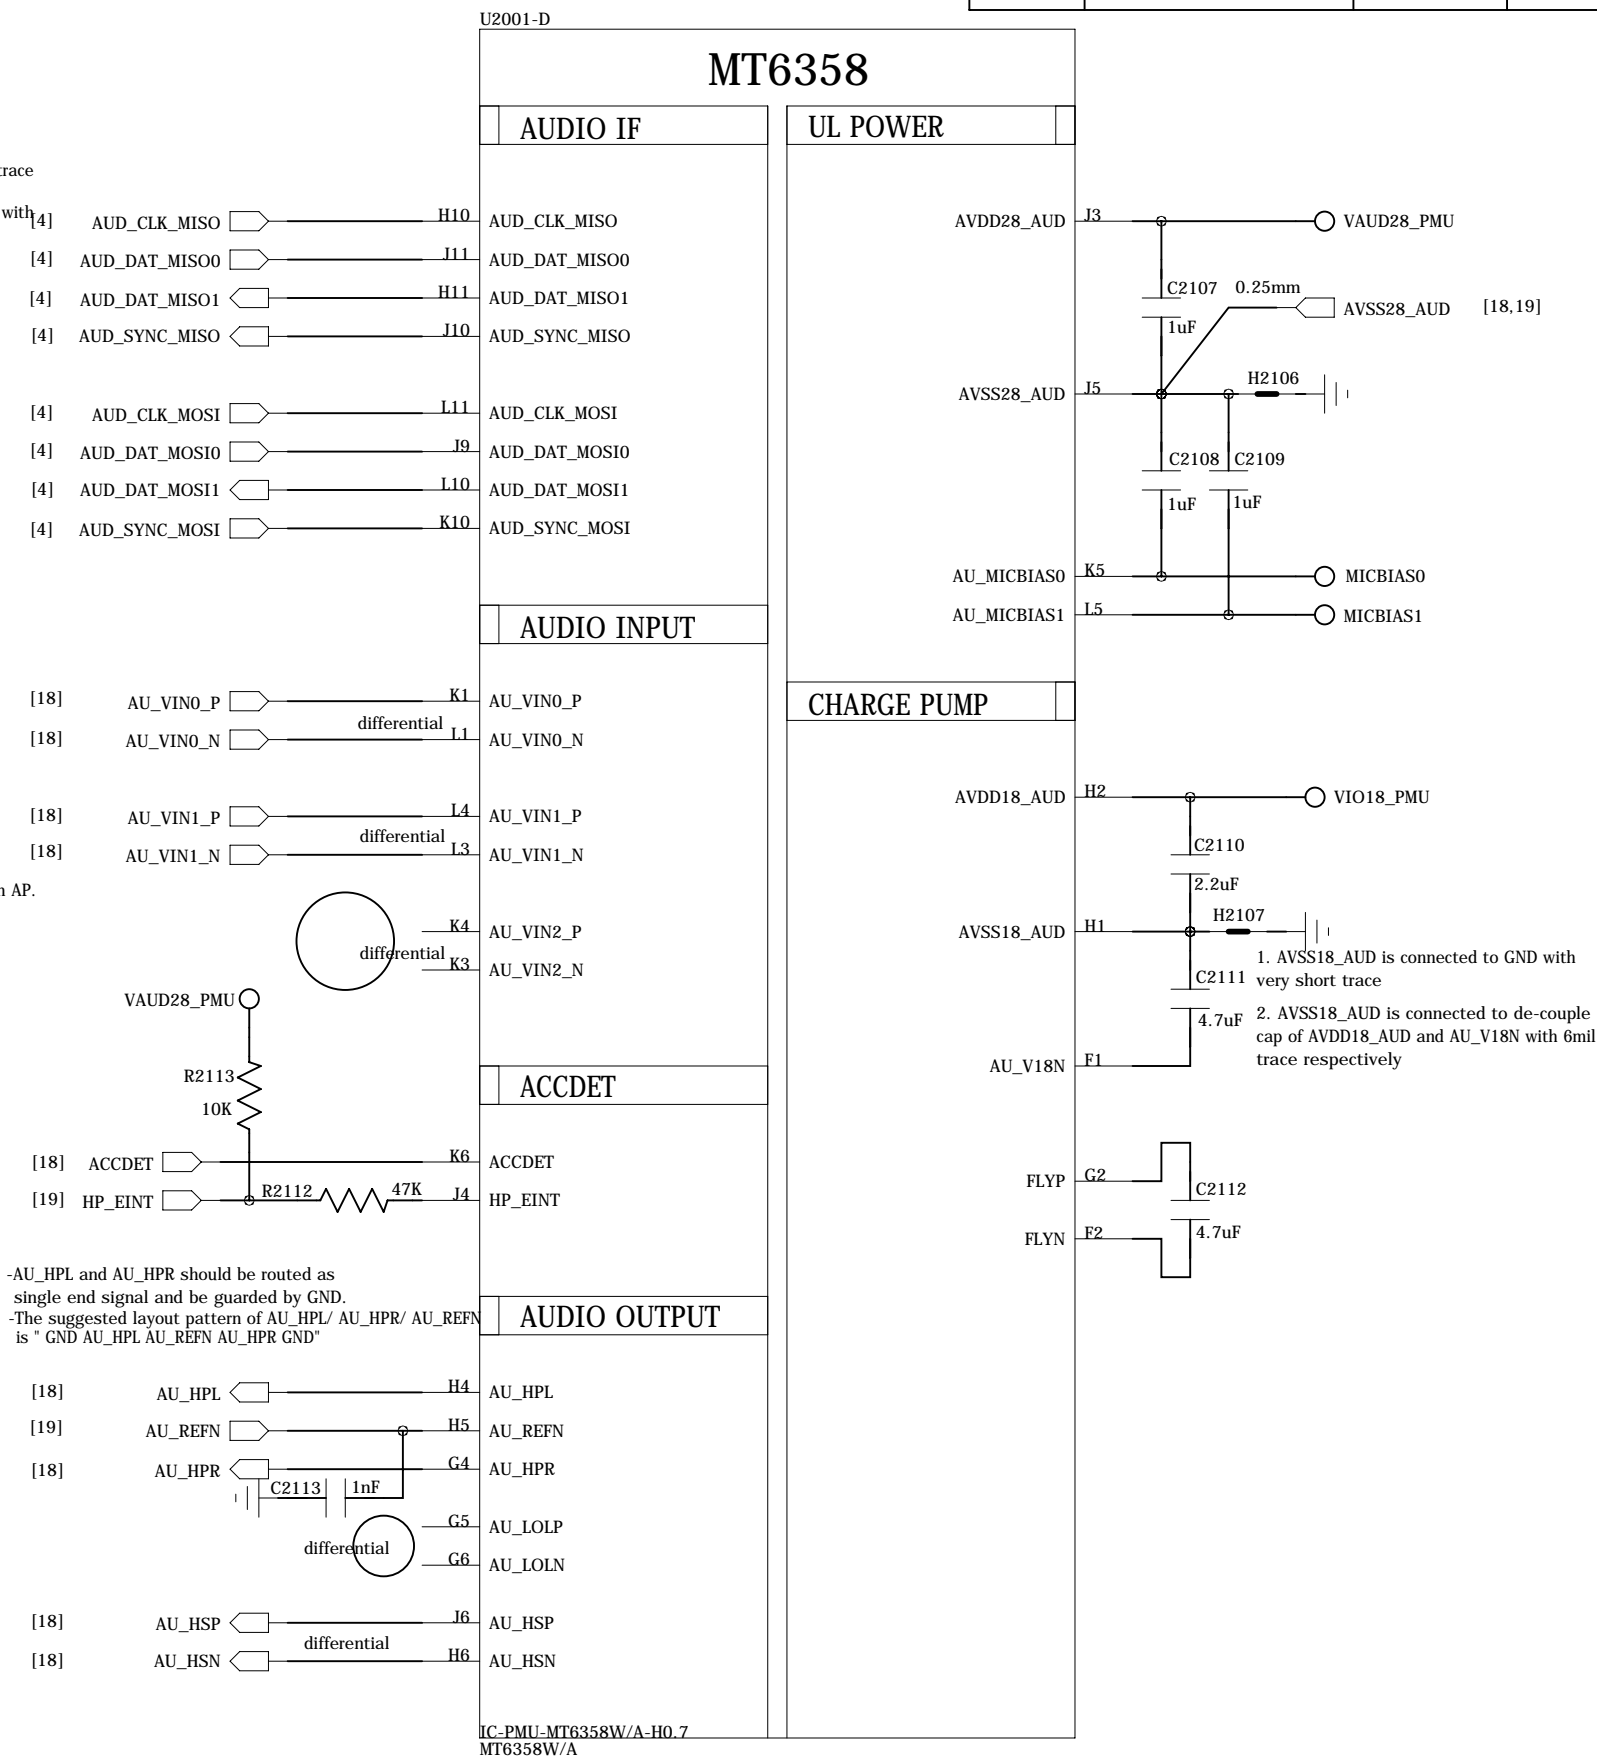 U2001-D
MT6358
AUDIO IF
UL POWER
trace
with
[4] AUD_CLK_MISO H10 AUD_CLK_MISO
[4] AUD_DAT_MISO0 J11 AUD_DAT_MISO0
[4] AUD_DAT_MISO1 H11 AUD_DAT_MISO1
[4] AUD_SYNC_MISO J10 AUD_SYNC_MISO
[4] AUD_CLK_MOSI L11 AUD_CLK_MOSI
[4] AUD_DAT_MOSI0 J9 AUD_DAT_MOSI0
[4] AUD_DAT_MOSI1 L10 AUD_DAT_MOSI1
[4] AUD_SYNC_MOSI K10 AUD_SYNC_MOSI
AVDD28_AUD J3 VAUD28_PMU
C2107 0.25mm
1uF
AVSS28_AUD [18,19]
AVSS28_AUD J5 H2106
C2108 C2109
1uF 1uF
AU_MICBIAS0 K5 MICBIAS0
AU_MICBIAS1 L5 MICBIAS1
AUDIO INPUT
[18] AU_VIN0_P K1 AU_VIN0_P
differential
[18] AU_VIN0_N L1 AU_VIN0_N
[18] AU_VIN1_P L4 AU_VIN1_P
differential
[18] AU_VIN1_N L3 AU_VIN1_N
AP.
K4 AU_VIN2_P
differential
K3 AU_VIN2_N
CHARGE PUMP
AVDD18_AUD H2 VIO18_PMU
C2110
2.2uF
AVSS18_AUD H1 H2107
C2111
4.7uF
AU_V18N F1
1. AVSS18_AUD is connected to GND with
very short trace
2. AVSS18_AUD is connected to de-couple
cap of AVDD18_AUD and AU_V18N with 6mil
trace respectively
FLYP G2
C2112
4.7uF
FLYN F2
VAUD28_PMU
R2113
10K
ACCDET
[18] ACCDET K6 ACCDET
[19] HP_EINT R2112 47K J4 HP_EINT
-AU_HPL and AU_HPR should be routed as
single end signal and be guarded by GND.
-The suggested layout pattern of AU_HPL/ AU_HPR/ AU_REFN
is " GND AU_HPL AU_REFN AU_HPR GND"
AUDIO OUTPUT
[18] AU_HPL H4 AU_HPL
[19] AU_REFN H5 AU_REFN
[18] AU_HPR G4 AU_HPR
C2113 1nF
G5 AU_LOLP
differential
G6 AU_LOLN
[18] AU_HSP J6 AU_HSP
differential
[18] AU_HSN H6 AU_HSN
IC-PMU-MT6358W/A-H0.7
MT6358W/A